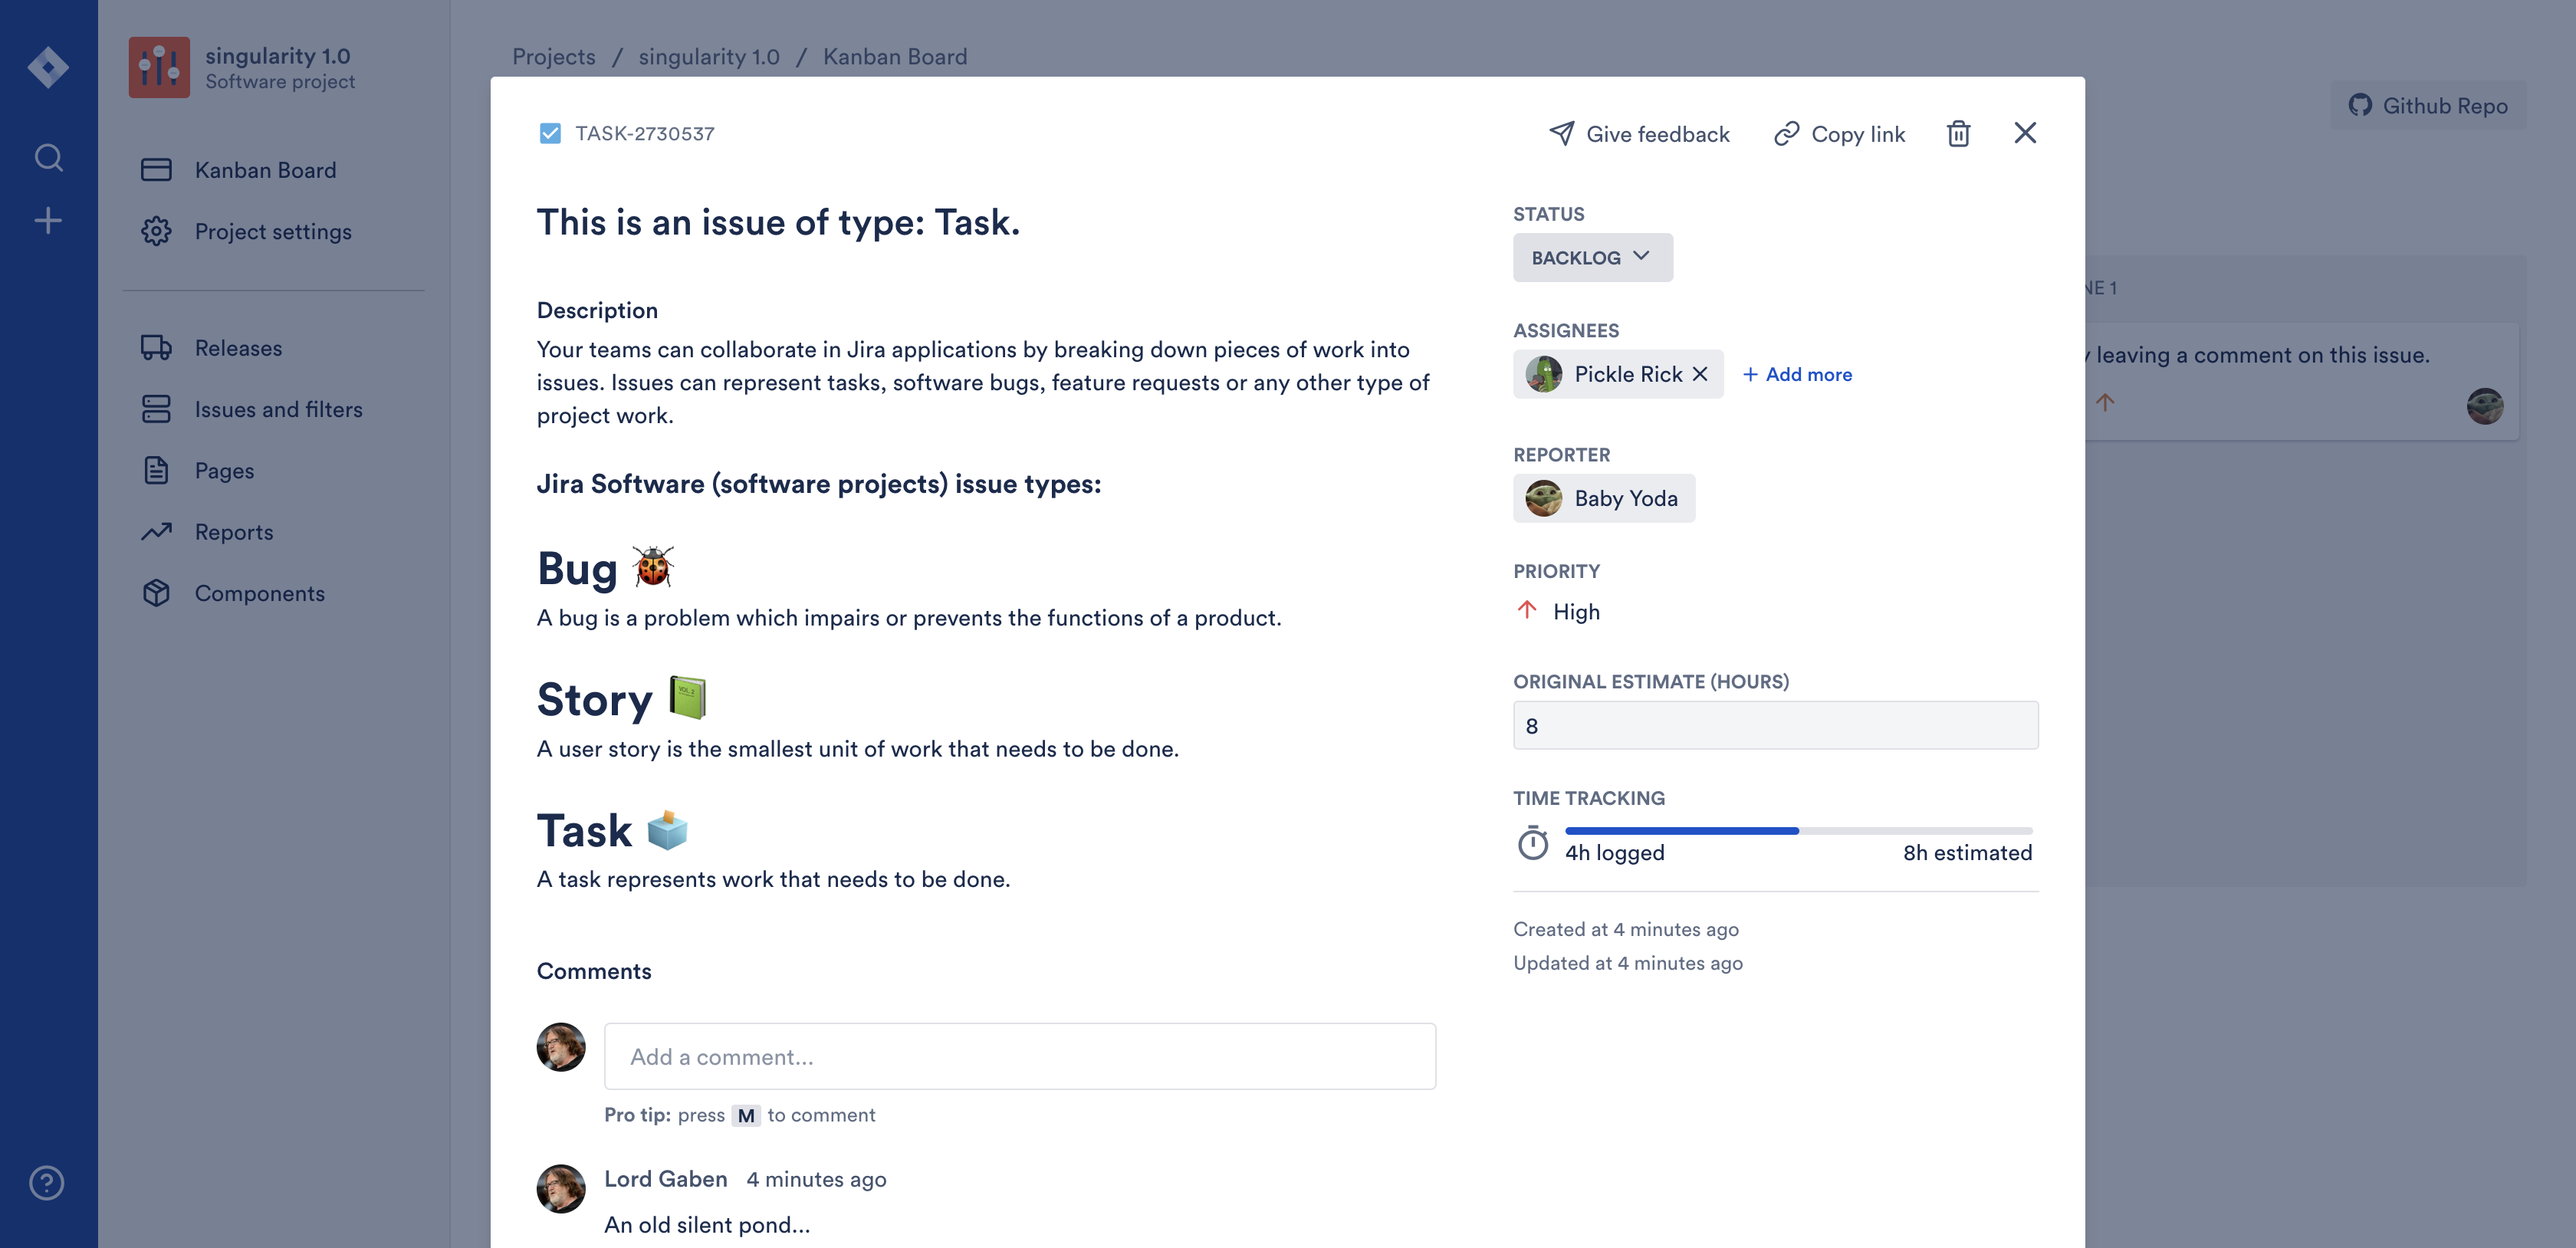 singularity 1.0
Software project
Kanban Board
Project settings
Releases
Issues and filters
Pages
Reports
Components
Projects / singularity 1.0 / Kanban Board
Github Repo
TASK-2730537
Give feedback
Copy link
This is an issue of type: Task.
Description
Your teams can collaborate in Jira applications by breaking down pieces of work into
issues. Issues can represent tasks, software bugs, feature requests or any other type of
project work.
Jira Software (software projects) issue types:
Bug 🐞
A bug is a problem which impairs or prevents the functions of a product.
Story 📗
A user story is the smallest unit of work that needs to be done.
Task 🗳️
A task represents work that needs to be done.
Comments
Add a comment...
Pro tip: press M to comment
Lord Gaben 4 minutes ago
An old silent pond...
STATUS
BACKLOG
ASSIGNEES
Pickle Rick
+ Add more
REPORTER
Baby Yoda
PRIORITY
High
ORIGINAL ESTIMATE (HOURS)
8
TIME TRACKING
4h logged
8h estimated
Created at 4 minutes ago
Updated at 4 minutes ago
NE 1
leaving a comment on this issue.